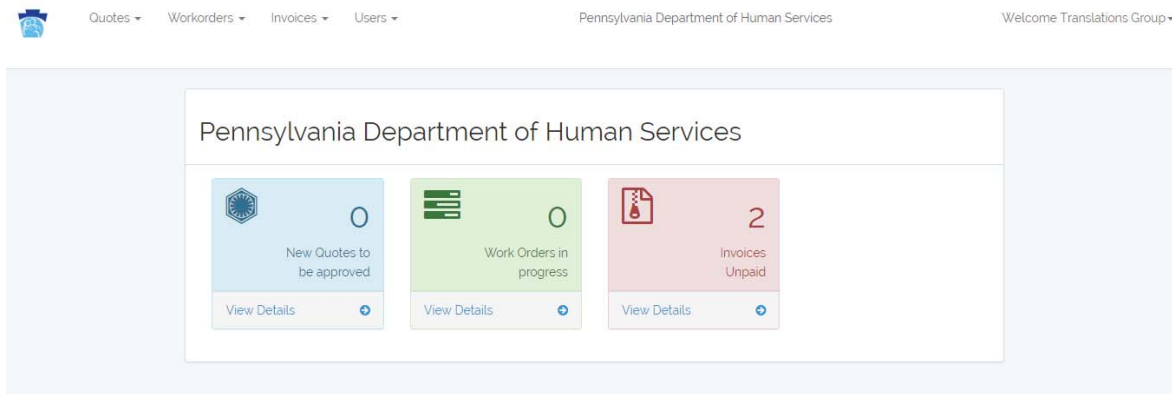 Quotes Workorders Invoices Users Pennsylvania Department of Human Services Welcome Translations Group
Pennsylvania Department of Human Services
0
New Quotes to
be approved
View Details
0
Work Orders in
progress
View Details
2
Invoices
Unpaid
View Details